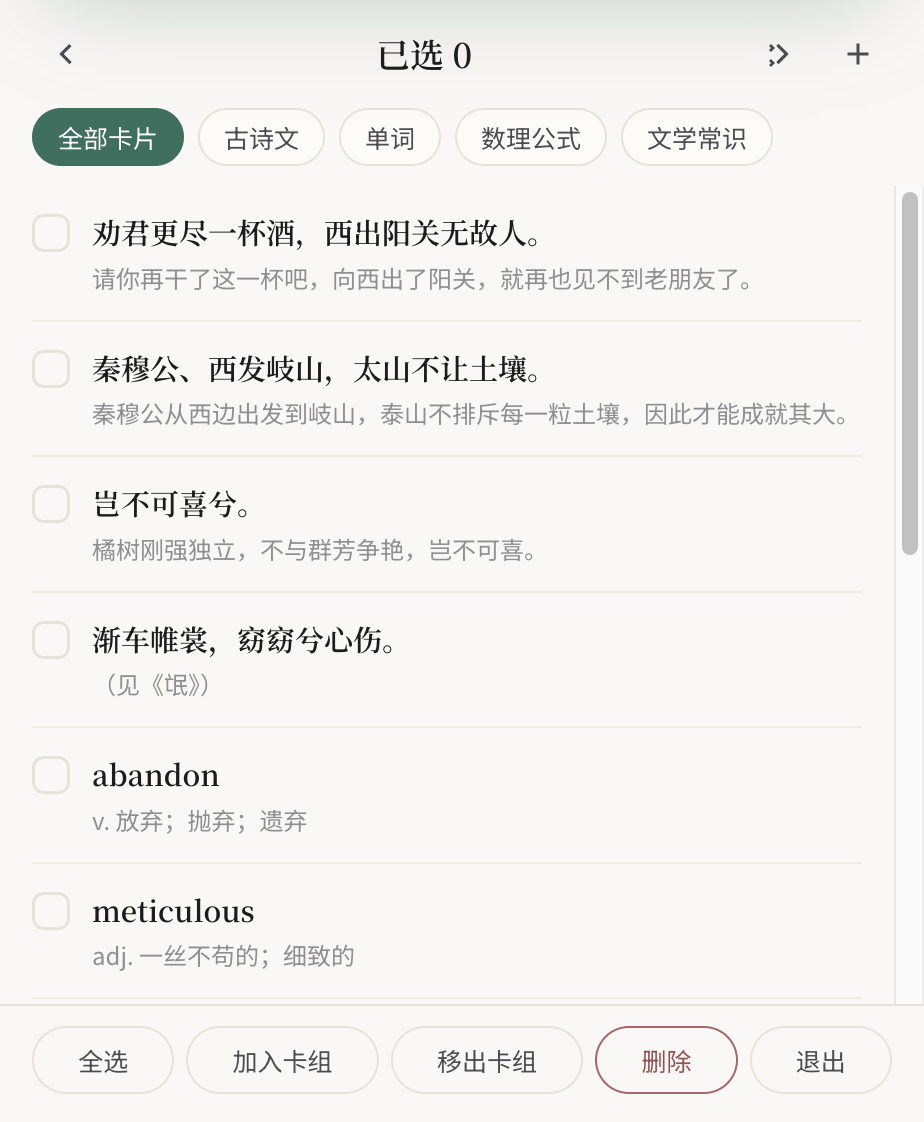 已选 0
全部卡片 古诗文 单词 数理公式 文学常识
劝君更尽一杯酒，西出阳关无故人。
请你再干了这一杯吧，向西出了阳关，就再也见不到老朋友了。
秦穆公、西发岐山，太山不让土壤。
秦穆公从西边出发到岐山，泰山不排斥每一粒土壤，因此才能成就其大。
岂不可喜兮。
橘树刚强独立，不与群芳争艳，岂不可喜。
渐车帷裳，窈窈兮心伤。
（见《氓》）
abandon
v. 放弃；抛弃；遗弃
meticulous
adj. 一丝不苟的；细致的
全选 加入卡组 移出卡组 删除 退出